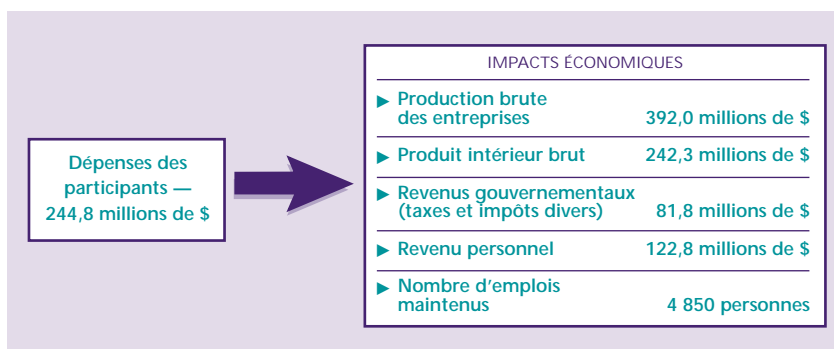 Dépenses des
participants —
244,8 millions de $
IMPACTS ÉCONOMIQUES
▶ Production brute
des entreprises 392,0 millions de $
▶ Produit intérieur brut 242,3 millions de $
▶ Revenus gouvernementaux
(taxes et impôts divers) 81,8 millions de $
▶ Revenu personnel 122,8 millions de $
▶ Nombre d'emplois
maintenus 4 850 personnes